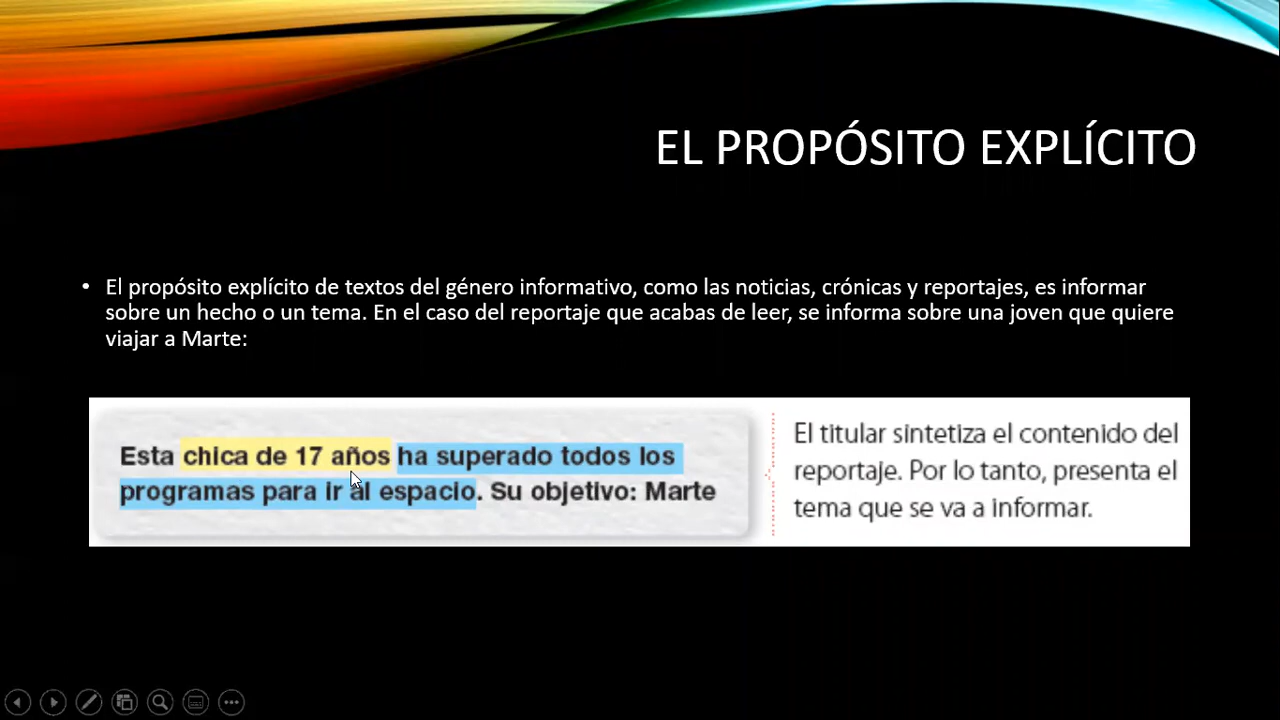 EL PROPÓSITO EXPLÍCITO
• El propósito explícito de textos del género informativo, como las noticias, crónicas y reportajes, es informar
sobre un hecho o un tema. En el caso del reportaje que acabas de leer, se informa sobre una joven que quiere
viajar a Marte:
Esta chica de 17 años ha superado todos los
programas para ir al espacio. Su objetivo: Marte
El titular sintetiza el contenido del
reportaje. Por lo tanto, presenta el
tema que se va a informar.